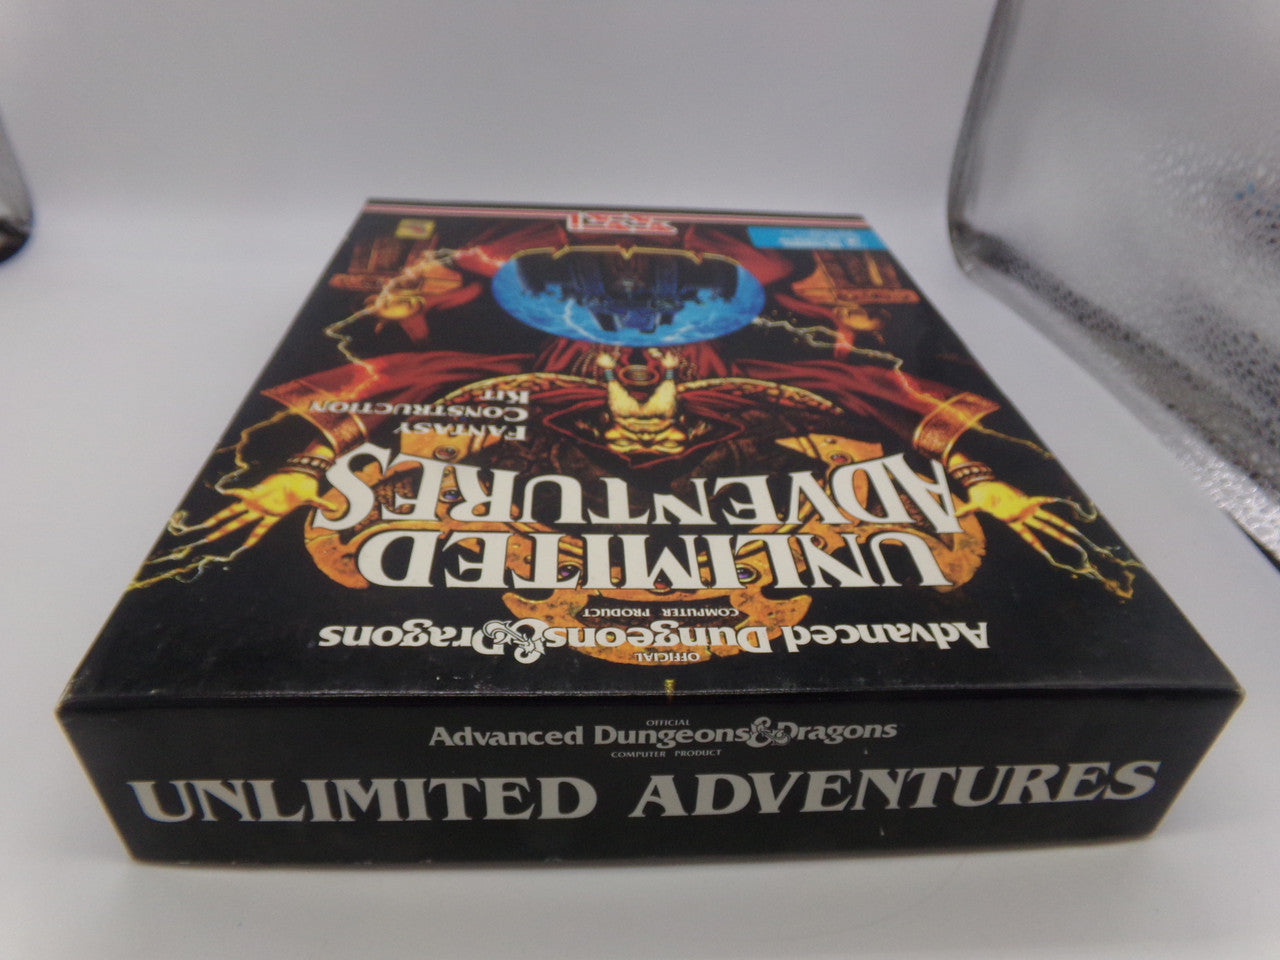 OFFICIAL
Advanced Dungeons & Dragons
COMPUTER PRODUCT
UNLIMITED
ADVENTURES
FANTASY
CONSTRUCTION
KIT
OFFICIAL
Advanced Dungeons & Dragons
COMPUTER PRODUCT
UNLIMITED ADVENTURES